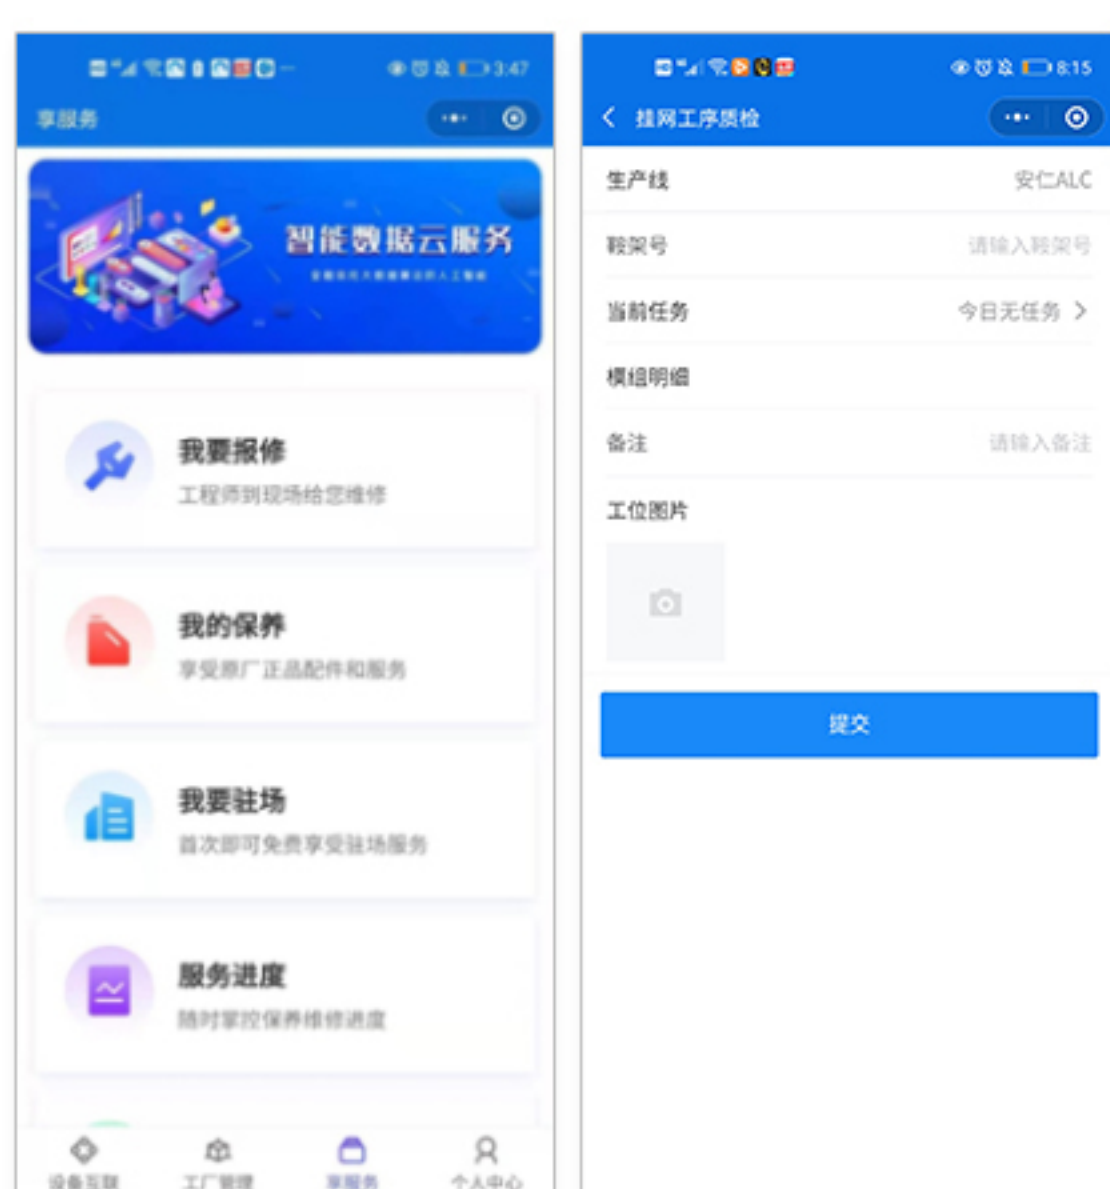 3:47
享服务
智能数据云服务
我要报修
工程师到现场给您维修
我的保养
享受原厂正品配件和服务
我要驻场
首次即可免费享受驻场服务
服务进度
随时掌控保养维修进度
设备互联
工厂管理
享服务
个人中心
8:15
挂网工序质检
生产线
安仁ALC
鞍架号
请输入鞍架号
当前任务
今日无任务
模组明细
备注
请输入备注
工位图片
提交